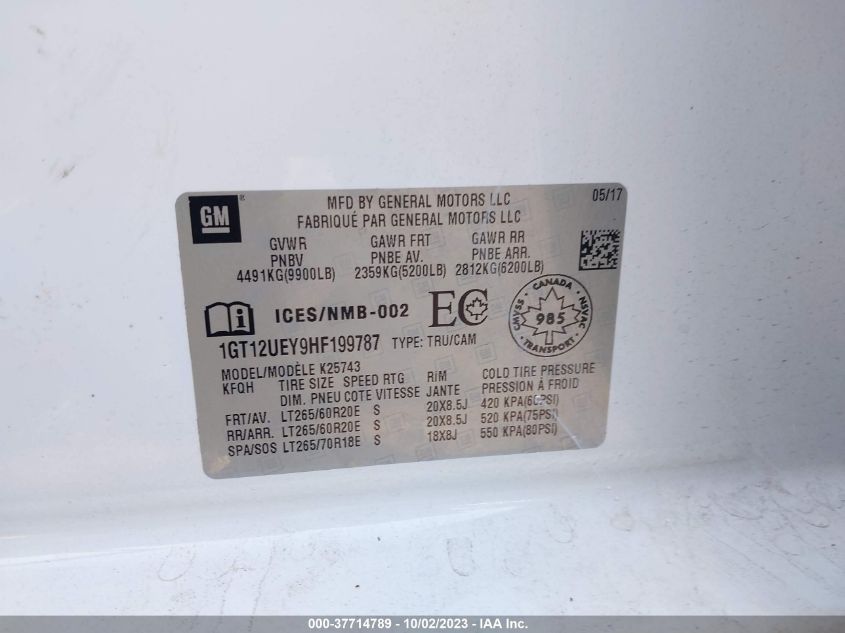 GM ®
MFD BY GENERAL MOTORS LLC
FABRIQUÉ PAR GENERAL MOTORS LLC
05/17
GVWR GAWR FRT GAWR RR
PNBV PNBE AV. PNBE ARR.
4491KG(9900LB) 2359KG(5200LB) 2812KG(6200LB)
ICES/NMB-002 EC
CANADA
CMVSS 985 NSVAC
TRANSPORT
1GT12UEY9HF199787 TYPE: TRU/CAM
MODEL/MODÈLE K25743
KFQH TIRE SIZE SPEED RTG RIM COLD TIRE PRESSURE
DIM. PNEU COTE VITESSE JANTE PRESSION À FROID
FRT/AV. LT265/60R20E S 20X8.5J 420 KPA(60PSI)
RR/ARR. LT265/60R20E S 20X8.5J 520 KPA(75PSI)
SPA/SOS LT265/70R18E S 18X8J 550 KPA(80PSI)
000-37714789 - 10/02/2023 - IAA Inc.